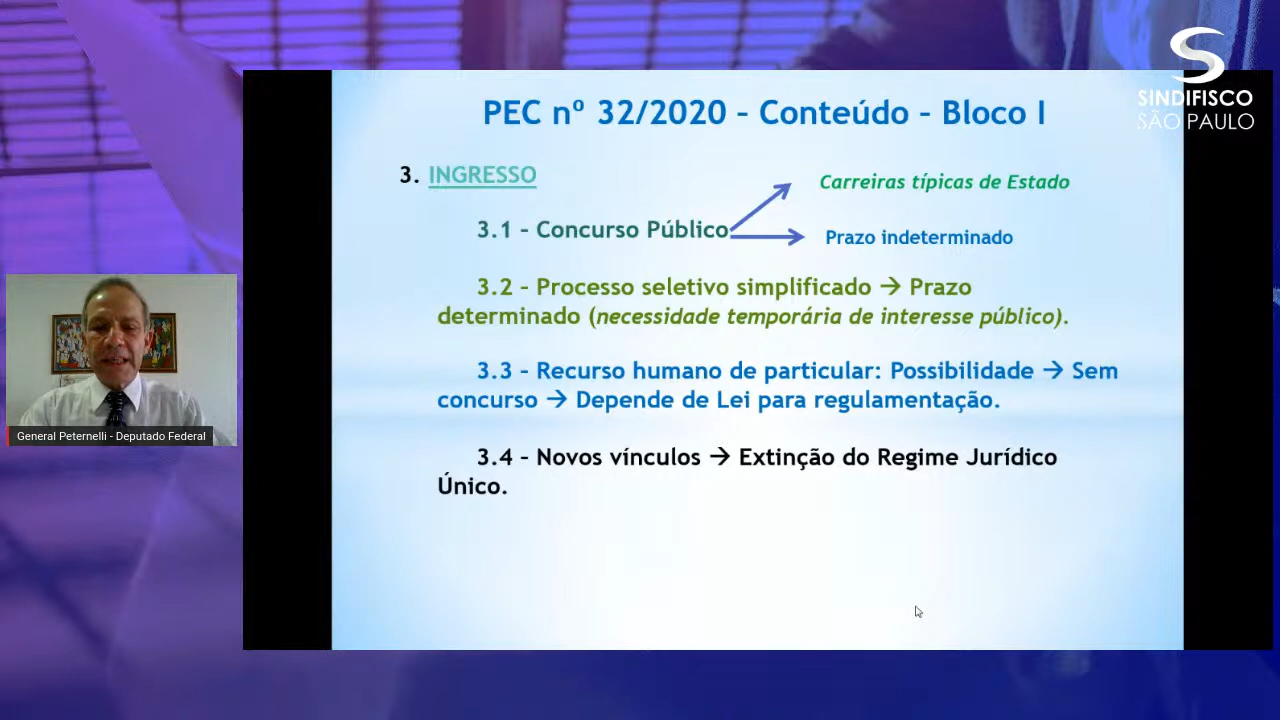 SINDIFISCO
SÃO PAULO
PEC nº 32/2020 – Conteúdo – Bloco I
3. INGRESSO
Carreiras típicas de Estado
3.1 – Concurso Público
Prazo indeterminado
3.2 – Processo seletivo simplificado → Prazo
determinado (necessidade temporária de interesse público).
3.3 – Recurso humano de particular: Possibilidade → Sem
concurso → Depende de Lei para regulamentação.
General Peternelli - Deputado Federal
3.4 – Novos vínculos → Extinção do Regime Jurídico
Único.